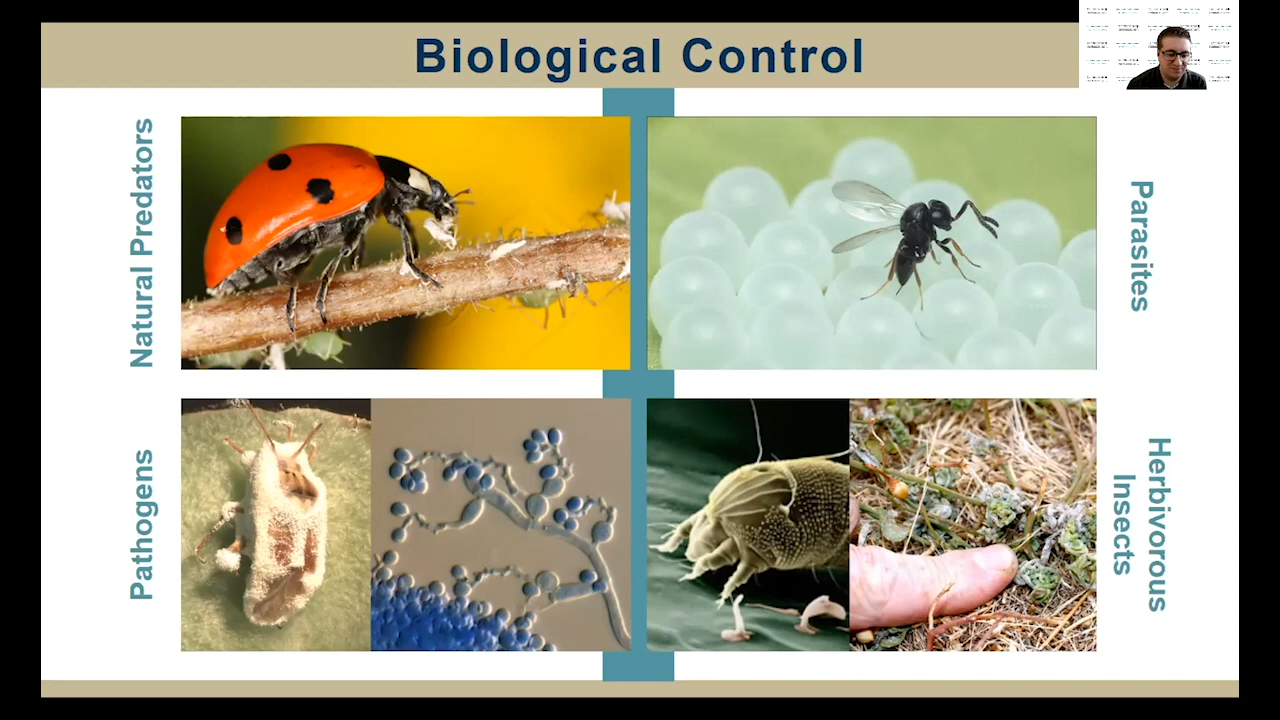 Biological Control
Natural Predators
Parasites
Pathogens
Herbivorous
Insects